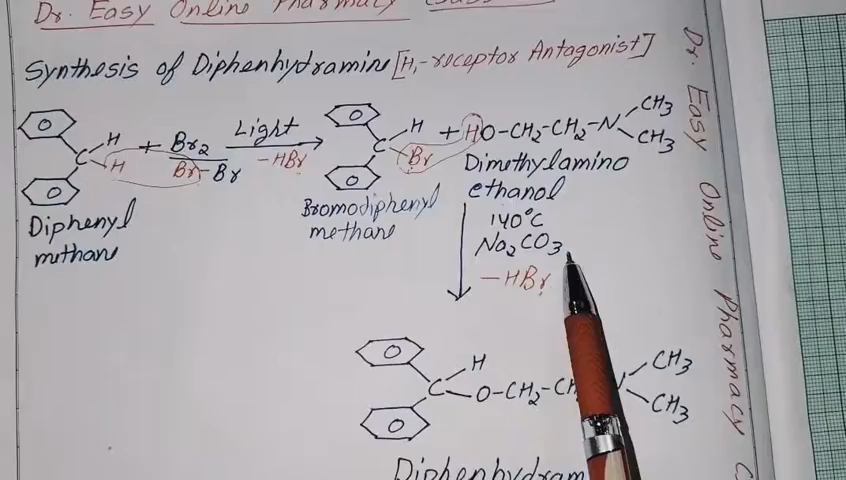 Dr. Easy Online Pharmacy
Synthesis of Diphenhydramine [H1-receptor Antagonist]
H
C
H
+
Br2
Br-Br
Light
-HBr
H
C
Br
+ HO-CH2-CH2-N
CH3
CH3
Diphenyl
methane
Bromodiphenyl
methane
Dimethylamino
ethanol
140°C
Na2CO3
-HBr
H
C
O-CH2-
CH3
CH3
Dr. Easy Online Pharmacy